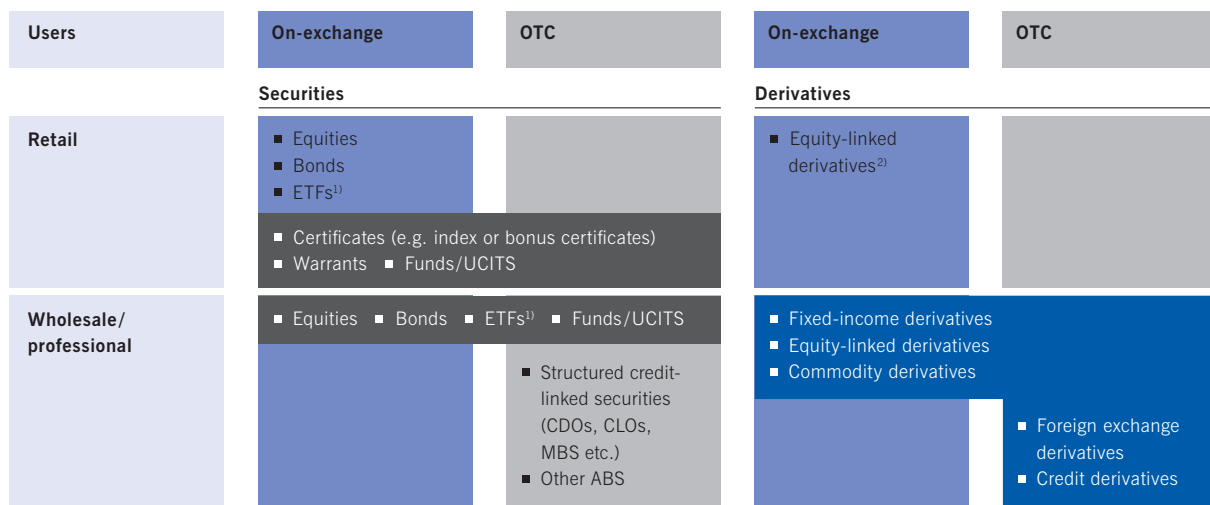 Users
On-exchange
OTC
On-exchange
OTC
Securities
Derivatives
Retail
■ Equities
■ Bonds
■ ETFs1)
■ Equity-linked
derivatives2)
■ Certificates (e.g. index or bonus certificates)
■ Warrants ■ Funds/UCITS
Wholesale/
professional
■ Equities ■ Bonds ■ ETFs1) ■ Funds/UCITS
■ Structured credit-
linked securities
(CDOs, CLOs,
MBS etc.)
■ Other ABS
■ Fixed-income derivatives
■ Equity-linked derivatives
■ Commodity derivatives
■ Foreign exchange
derivatives
■ Credit derivatives